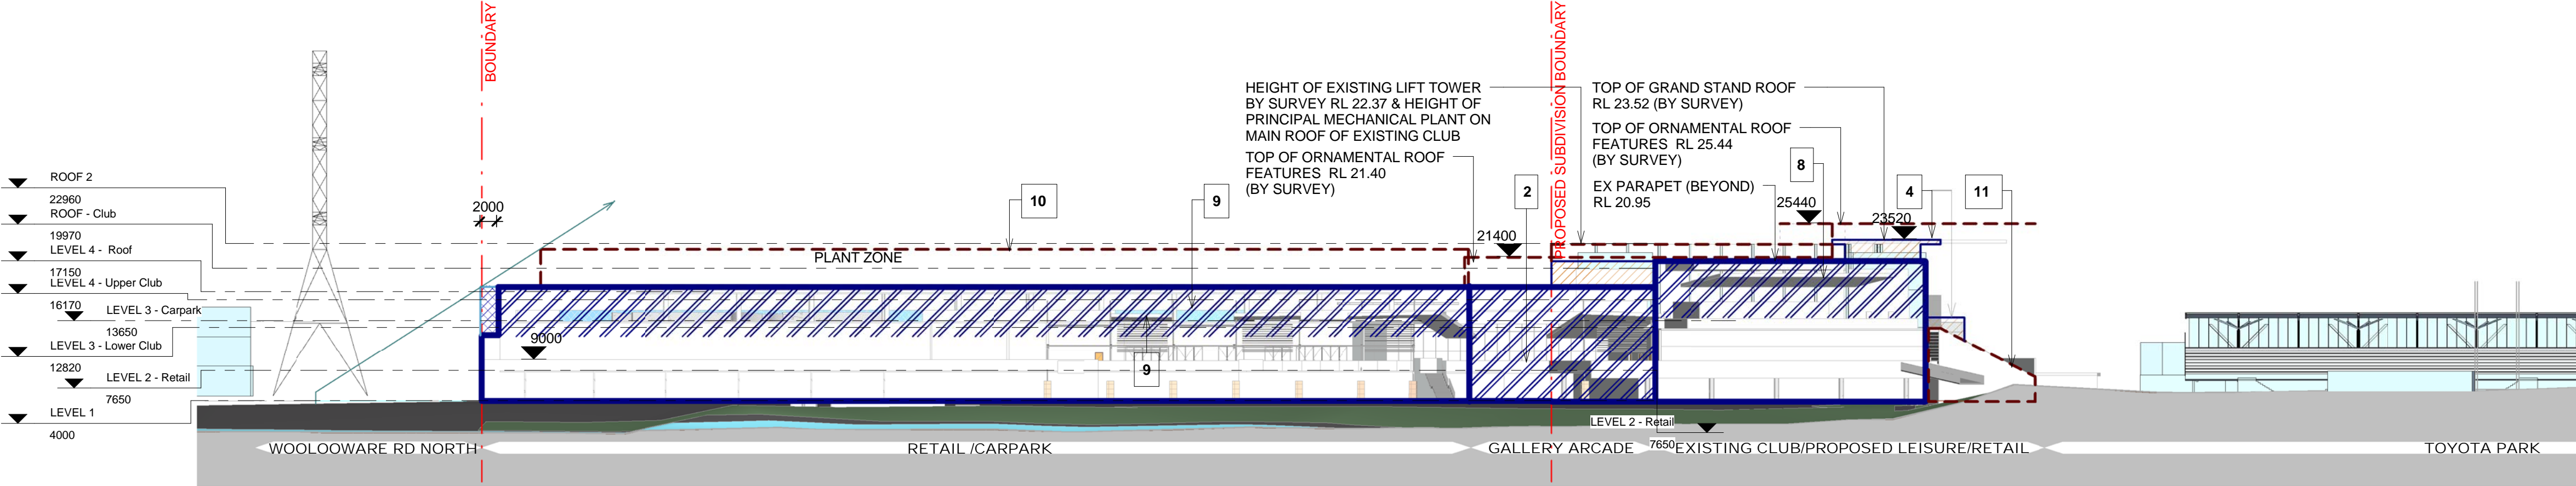 BOUNDARY
PROPOSED SUBDIVISION BOUNDARY
HEIGHT OF EXISTING LIFT TOWER
BY SURVEY RL 22.37 & HEIGHT OF
PRINCIPAL MECHANICAL PLANT ON
MAIN ROOF OF EXISTING CLUB
TOP OF ORNAMENTAL ROOF
FEATURES RL 21.40
(BY SURVEY)
TOP OF GRAND STAND ROOF
RL 23.52 (BY SURVEY)
TOP OF ORNAMENTAL ROOF
FEATURES RL 25.44
(BY SURVEY)
EX PARAPET (BEYOND)
RL 20.95
8
2
4
11
10
9
ROOF 2
22960
ROOF - Club
19970
LEVEL 4 - Roof
17150
LEVEL 4 - Upper Club
16170
LEVEL 3 - Carpark
13650
LEVEL 3 - Lower Club
12820
LEVEL 2 - Retail
7650
LEVEL 1
4000
2000
25440
23520
21400
PLANT ZONE
9000
9
LEVEL 2 - Retail
7650
WOOLOOWARE RD NORTH
RETAIL /CARPARK
GALLERY ARCADE
EXISTING CLUB/PROPOSED LEISURE/RETAIL
TOYOTA PARK